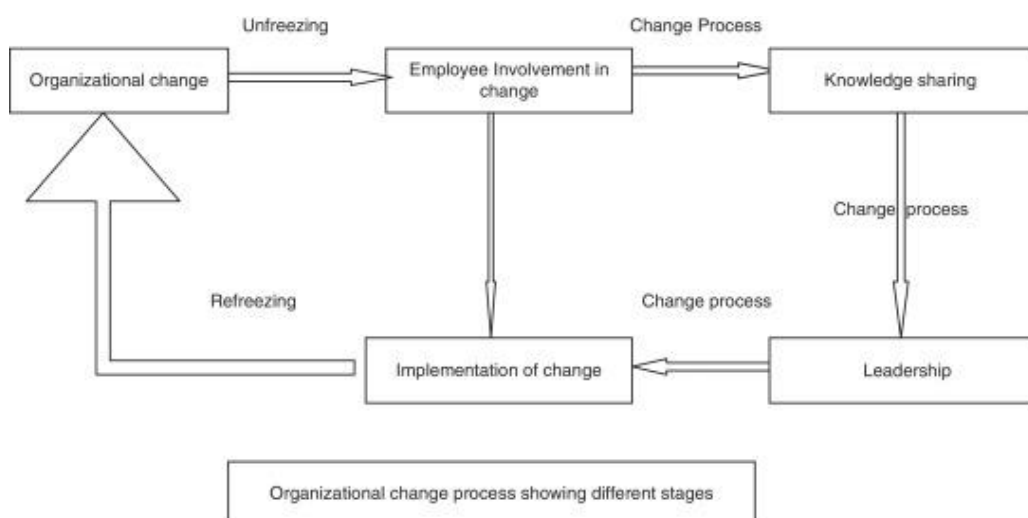 Unfreezing
Change Process
Organizational change
Employee Involvement in
change
Knowledge sharing
Change process
Refreezing
Change process
Implementation of change
Leadership
Organizational change process showing different stages